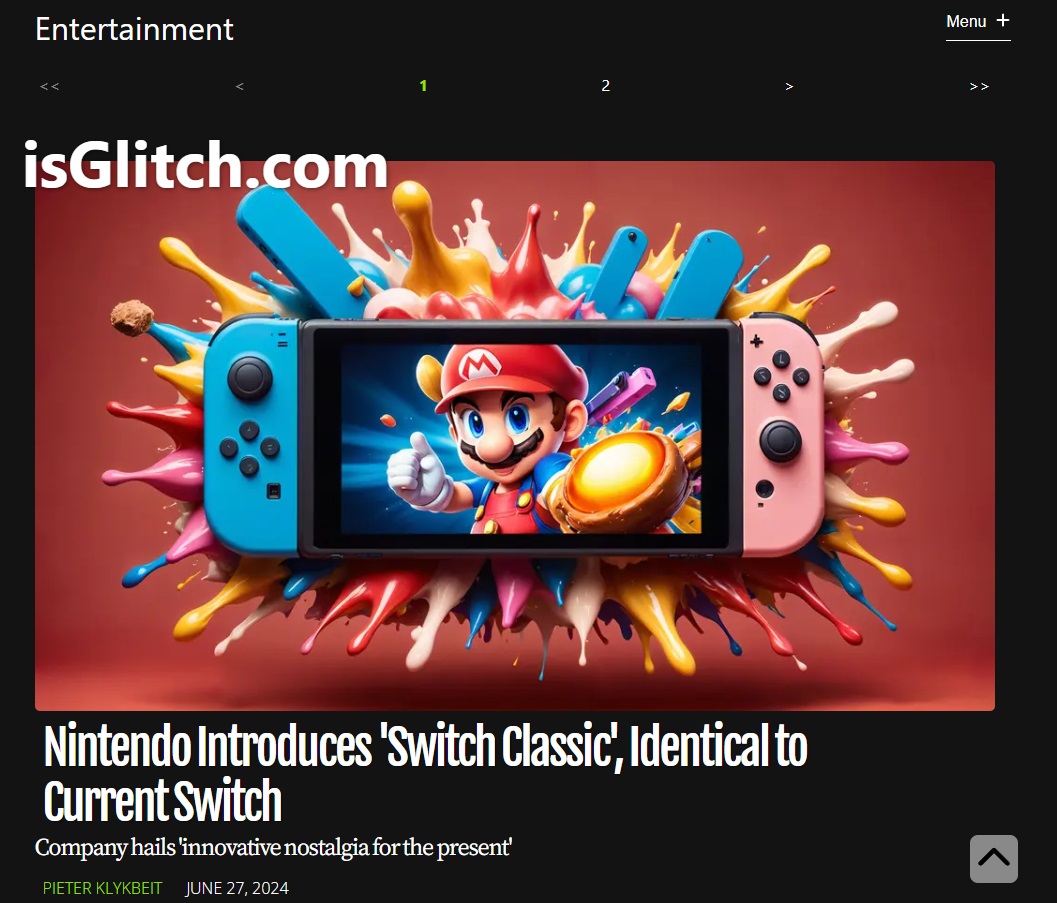 Entertainment
Menu +
<< < 1 2 > >>
isGlitch.com
M
L
Nintendo Introduces 'Switch Classic', Identical to
Current Switch
Company hails 'innovative nostalgia for the present'
PIETER KLYKBEIT JUNE 27, 2024